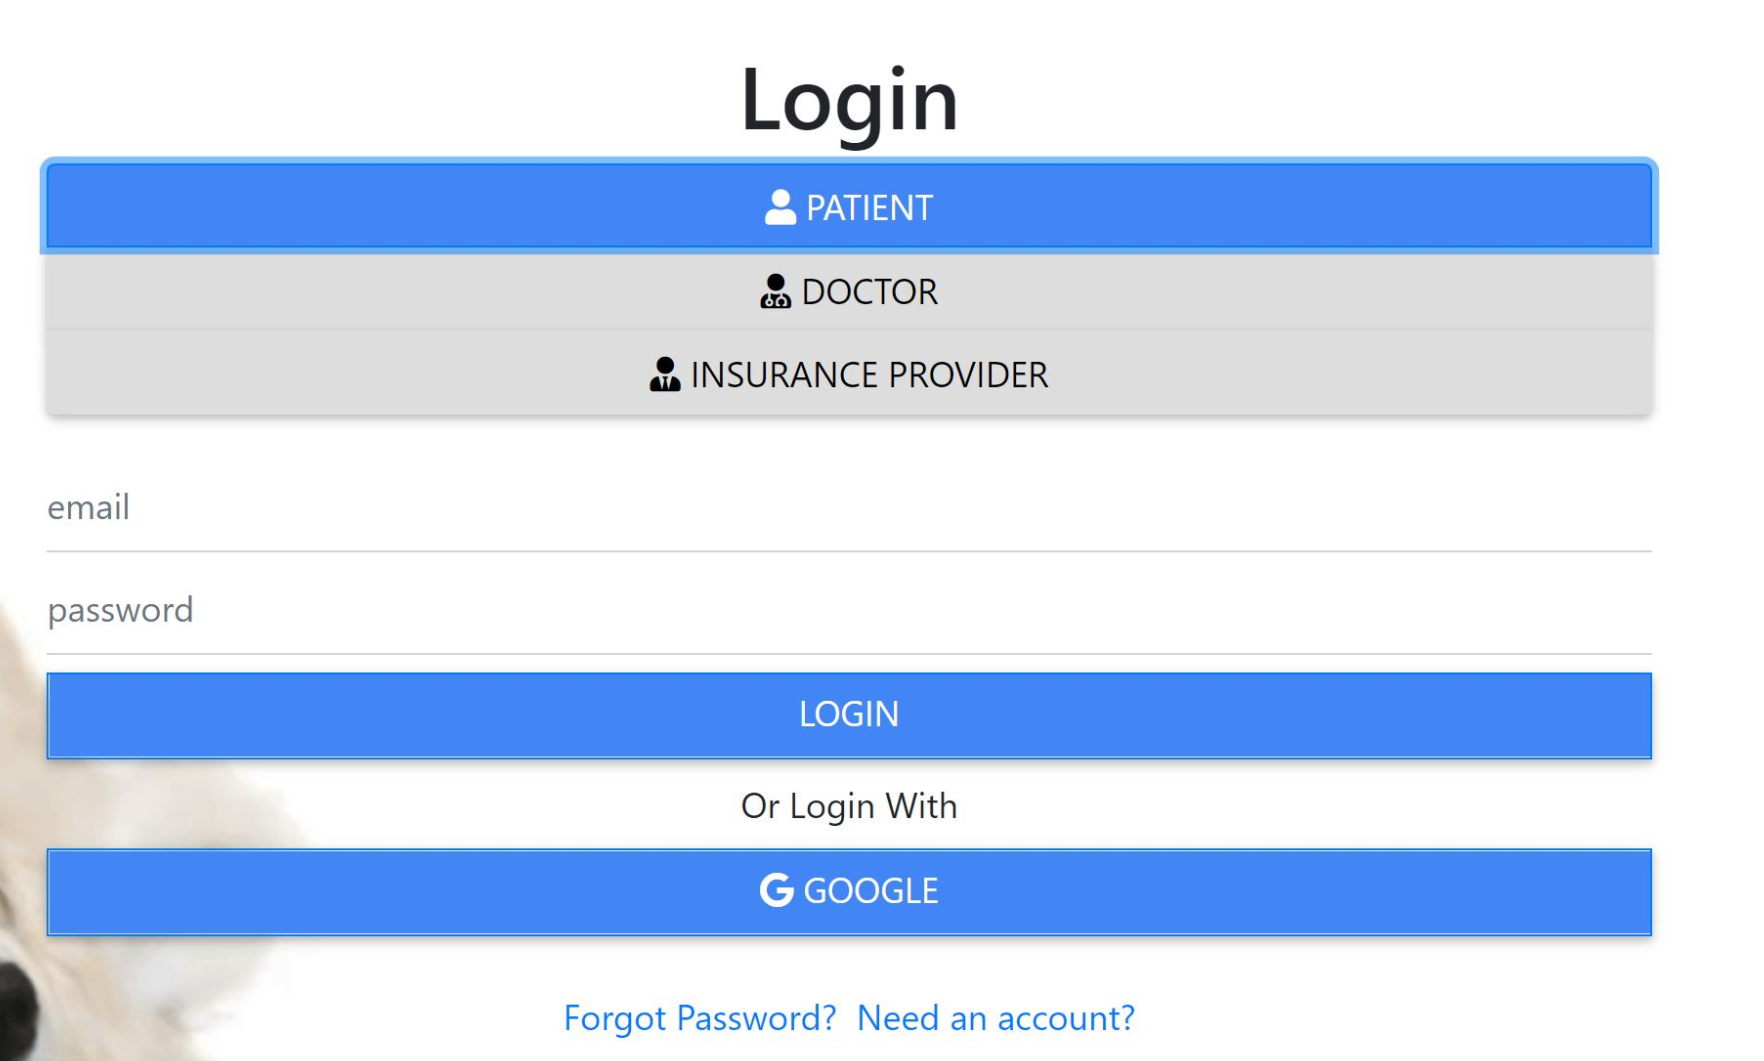 Login
PATIENT
DOCTOR
INSURANCE PROVIDER
email
password
LOGIN
Or Login With
GOOGLE
Forgot Password? Need an account?